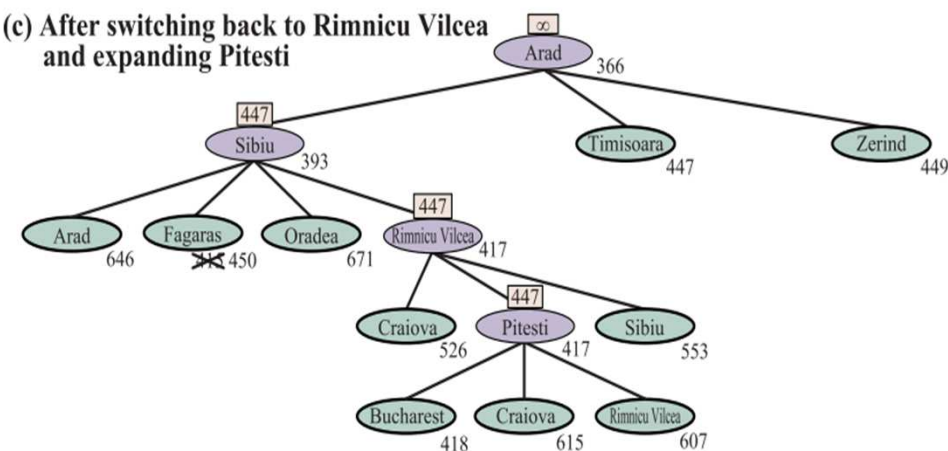 (c) After switching back to Rimnicu Vilcea
and expanding Pitesti
∞
Arad
366
447
Sibiu
393
Timisoara
447
Zerind
449
Arad
646
Fagaras
450
Oradea
671
447
Rimnicu Vilcea
417
Craiova
526
447
Pitesti
417
Sibiu
553
Bucharest
418
Craiova
615
Rimnicu Vilcea
607